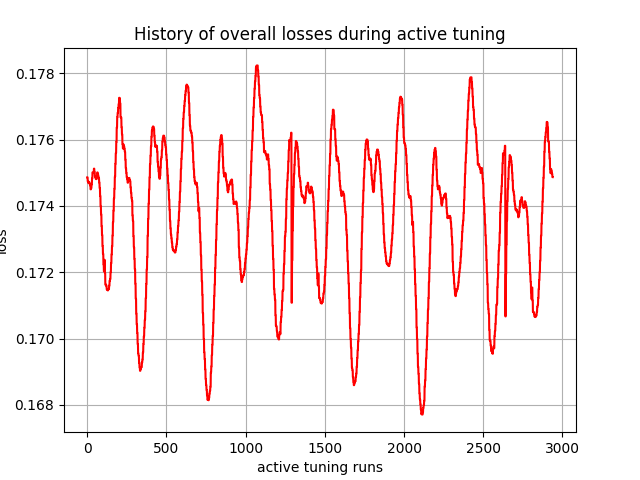 History of overall losses during active tuning
0.178
0.176
0.174
0.172
0.170
0.168
loss
0 500 1000 1500 2000 2500 3000
active tuning runs